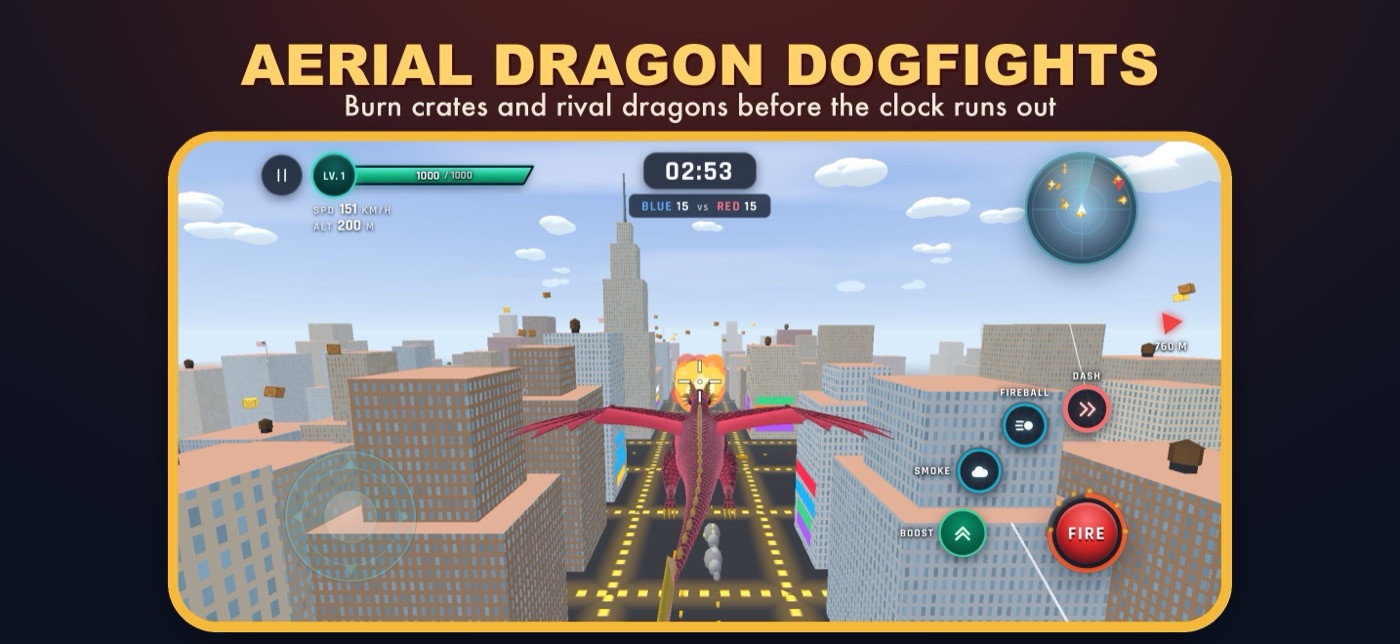 AERIAL DRAGON DOGFIGHTS
Burn crates and rival dragons before the clock runs out
LV. 1
1000 / 1000
02:53
SPD 151 KM/H
BLUE 15 VS RED 15
ALT 200 M
760 M
DASH
FIREBALL
SMOKE
BOOST
FIRE